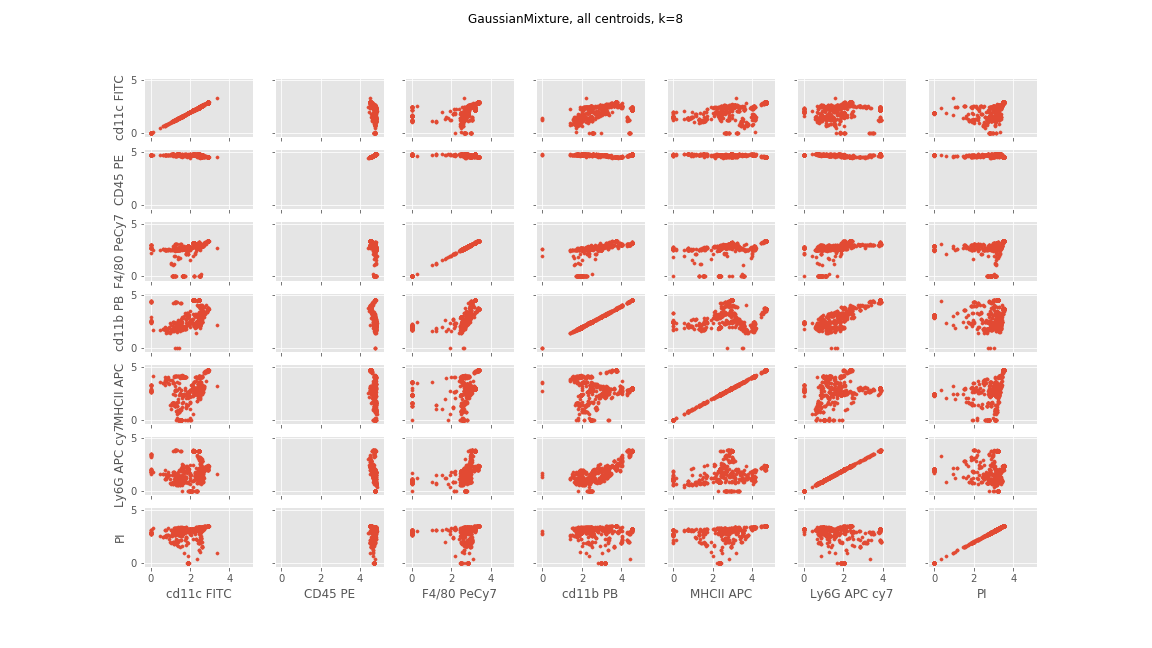 GaussianMixture, all centroids, k=8
cd11c FITC
5
0
CD45 PE
5
0
F4/80 PeCy7
5
0
cd11b PB
5
0
MHCII APC
5
0
Ly6G APC cy7
5
0
PI
5
0
0 2 4 0 2 4 0 2 4 0 2 4 0 2 4 0 2 4 0 2 4
cd11c FITC CD45 PE F4/80 PeCy7 cd11b PB MHCII APC Ly6G APC cy7 PI